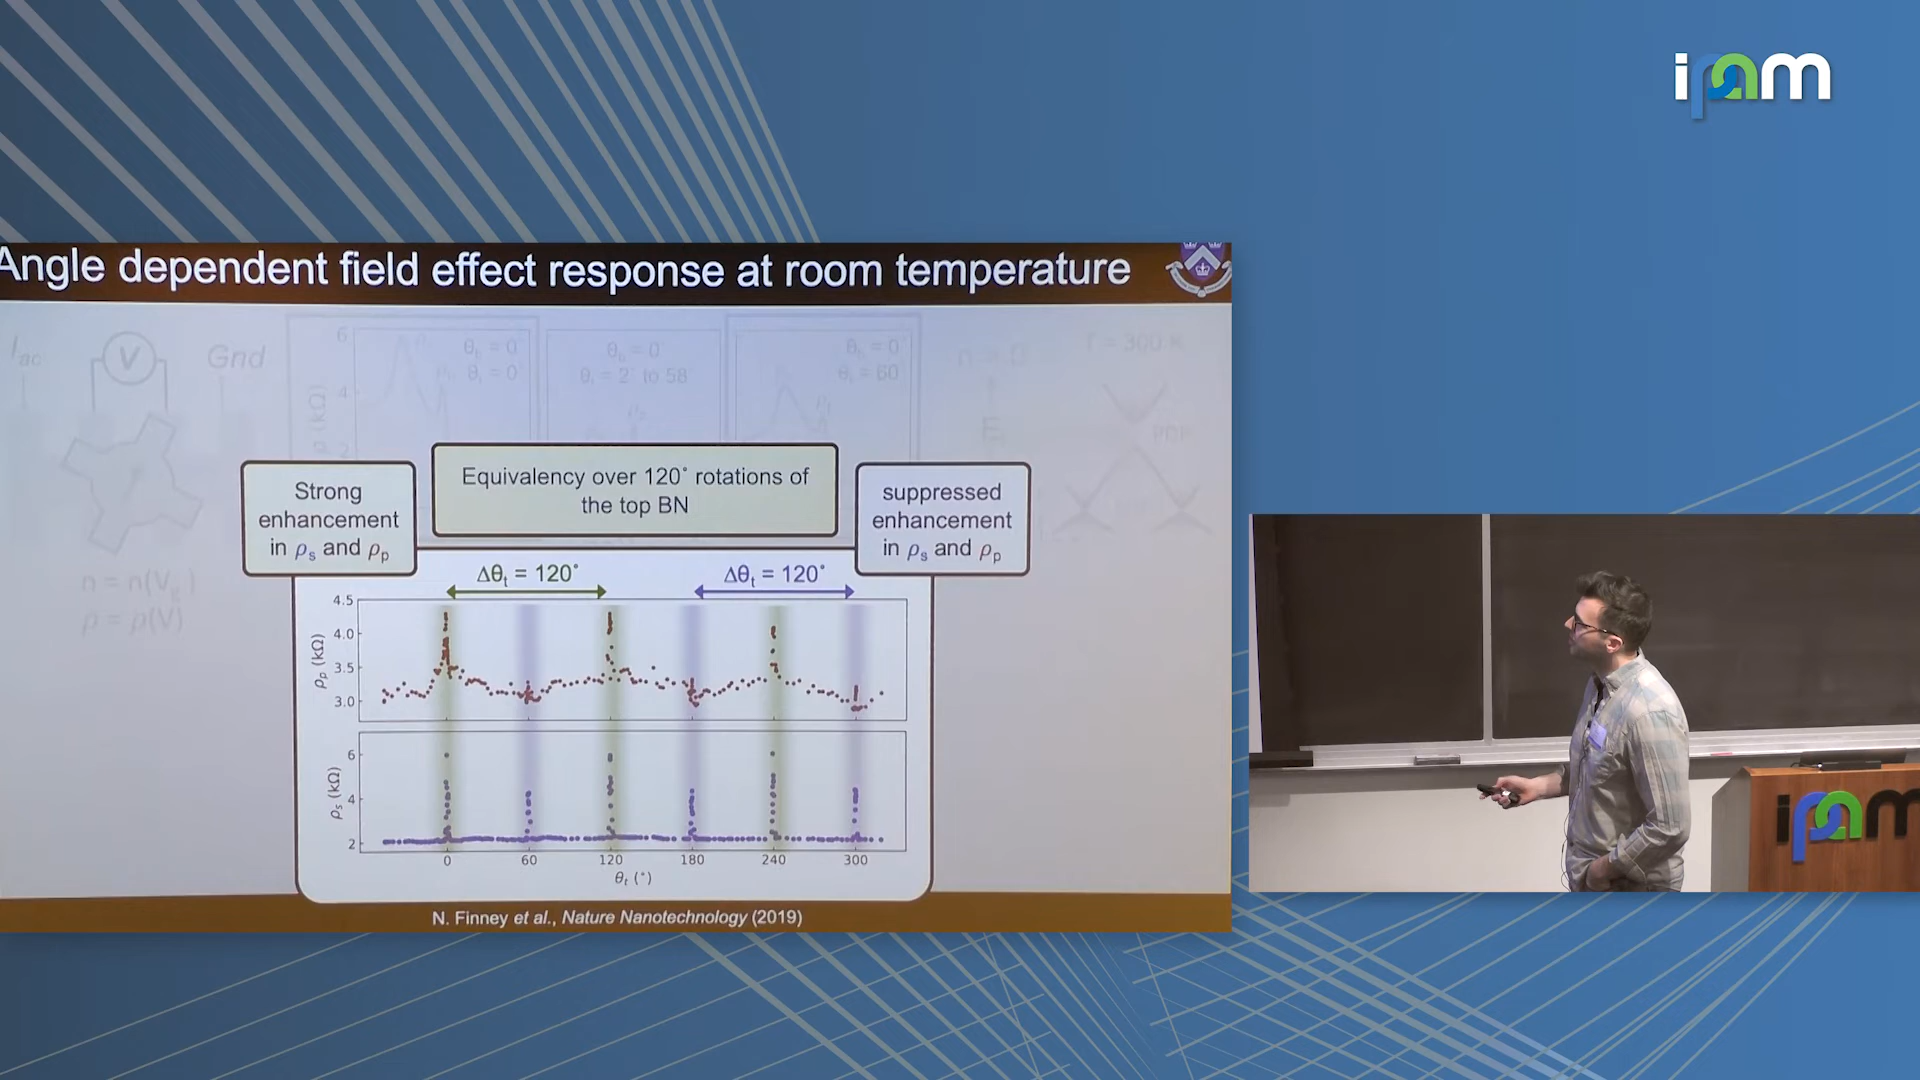 ipam
Angle dependent field effect response at room temperature
Iac
V
Gnd
θb = 0
θt = 0
θb = 0
θt = 2 to 58
θb = 0
θt = 60
T = 300 K
6
4
2
ρ (kΩ)
n = n(Vg)
ρ = ρ(V)
Strong
enhancement
in ρs and ρp
Equivalency over 120° rotations of
the top BN
suppressed
enhancement
in ρs and ρp
Δθt = 120°
Δθt = 120°
4.5
4.0
3.5
3.0
ρp (kΩ)
6
4
2
ρs (kΩ)
0 60 120 180 240 300
θt (°)
N. Finney et al., Nature Nanotechnology (2019)
ipam